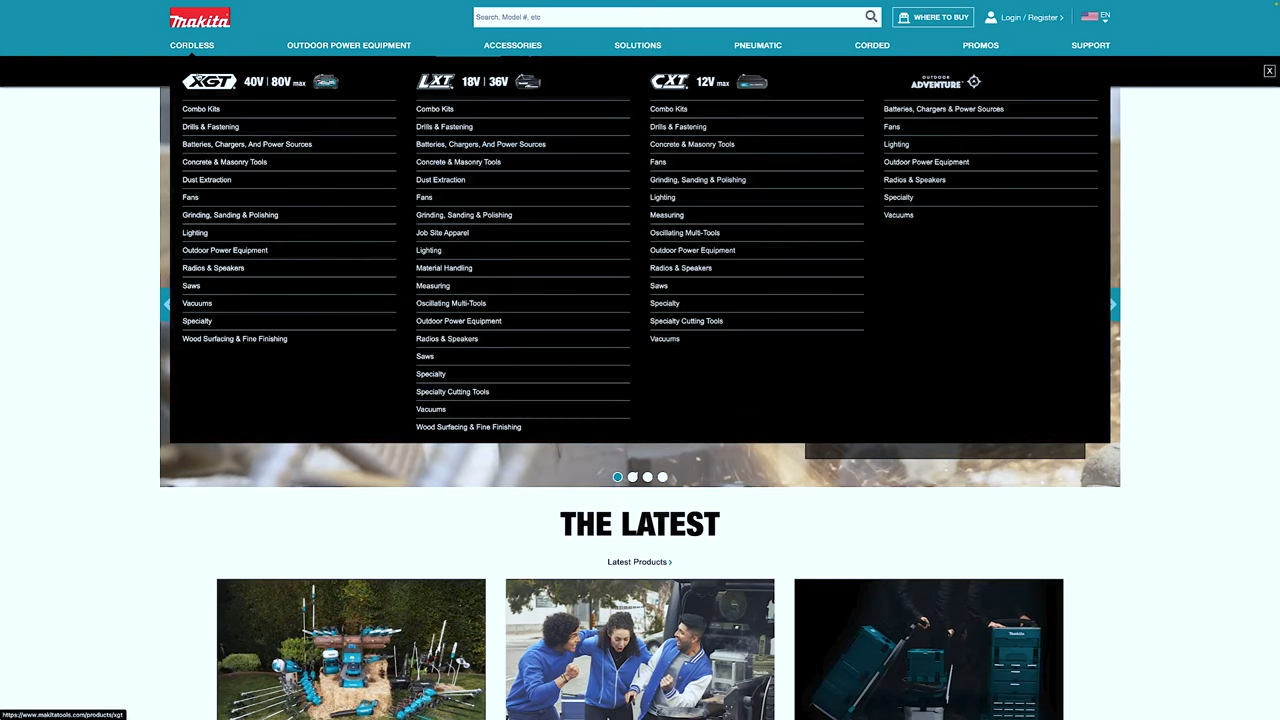 Makita
Search, Model #, etc
WHERE TO BUY
Login / Register >
EN
CORDLESS
OUTDOOR POWER EQUIPMENT
ACCESSORIES
SOLUTIONS
PNEUMATIC
CORDED
PROMOS
SUPPORT
X
XGT 40V | 80V max
Combo Kits
Drills & Fastening
Batteries, Chargers, And Power Sources
Concrete & Masonry Tools
Dust Extraction
Fans
Grinding, Sanding & Polishing
Lighting
Outdoor Power Equipment
Radios & Speakers
Saws
Vacuums
Specialty
Wood Surfacing & Fine Finishing
LXT 18V | 36V
Combo Kits
Drills & Fastening
Batteries, Chargers, And Power Sources
Concrete & Masonry Tools
Dust Extraction
Fans
Grinding, Sanding & Polishing
Job Site Apparel
Lighting
Material Handling
Measuring
Oscillating Multi-Tools
Outdoor Power Equipment
Radios & Speakers
Saws
Specialty
Specialty Cutting Tools
Vacuums
Wood Surfacing & Fine Finishing
CXT 12V max
Combo Kits
Drills & Fastening
Concrete & Masonry Tools
Fans
Grinding, Sanding & Polishing
Lighting
Measuring
Oscillating Multi-Tools
Outdoor Power Equipment
Radios & Speakers
Saws
Specialty
Specialty Cutting Tools
Vacuums
OUTDOOR
ADVENTURE
Batteries, Chargers & Power Sources
Fans
Lighting
Outdoor Power Equipment
Radios & Speakers
Specialty
Vacuums
THE LATEST
Latest Products >
Makita
https://www.makitatools.com/products/xgt